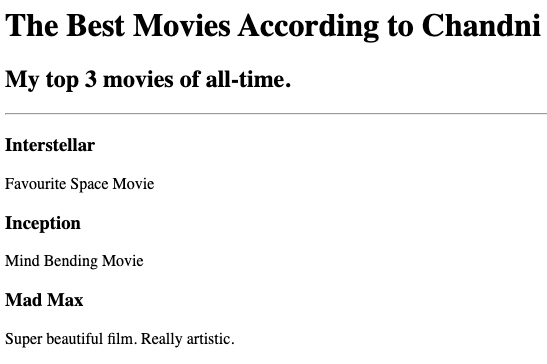 The Best Movies According to Chandni
My top 3 movies of all-time.
Interstellar
Favourite Space Movie
Inception
Mind Bending Movie
Mad Max
Super beautiful film. Really artistic.